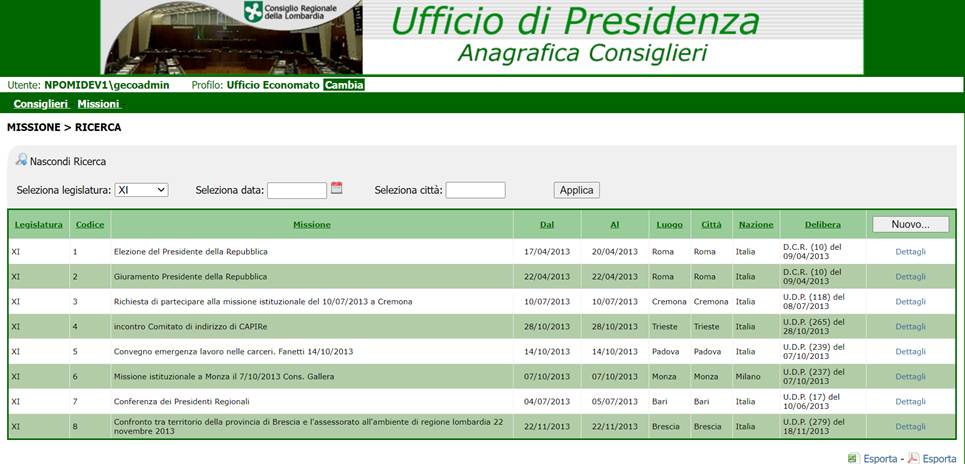 Consiglio Regionale
della Lombardia
Ufficio di Presidenza
Anagrafica Consiglieri
Utente: NPOMIDEV1\gecoadmin Profilo: Ufficio Economato Cambia
Consiglieri Missioni
MISSIONE > RICERCA
Nascondi Ricerca
Seleziona legislatura: XI Seleziona data: Seleziona città: Applica
Legislatura Codice Missione Dal Al Luogo Città Nazione Delibera Nuovo...
XI 1 Elezione del Presidente della Repubblica 17/04/2013 20/04/2013 Roma Roma Italia D.C.R. (10) del 09/04/2013 Dettagli
XI 2 Giuramento Presidente della Repubblica 22/04/2013 22/04/2013 Roma Roma Italia D.C.R. (10) del 09/04/2013 Dettagli
XI 3 Richiesta di partecipare alla missione istituzionale del 10/07/2013 a Cremona 10/07/2013 10/07/2013 Cremona Cremona Italia U.D.P. (118) del 08/07/2013 Dettagli
XI 4 incontro Comitato di indirizzo di CAPIRe 28/10/2013 28/10/2013 Trieste Trieste Italia U.D.P. (265) del 28/10/2013 Dettagli
XI 5 Convegno emergenza lavoro nelle carceri. Fanetti 14/10/2013 14/10/2013 14/10/2013 Padova Padova Italia U.D.P. (239) del 07/10/2013 Dettagli
XI 6 Missione istituzionale a Monza il 7/10/2013 Cons. Gallera 07/10/2013 07/10/2013 Monza Monza Milano U.D.P. (237) del 07/10/2013 Dettagli
XI 7 Conferenza dei Presidenti Regionali 04/07/2013 05/07/2013 Bari Bari Italia U.D.P. (17) del 10/06/2013 Dettagli
XI 8 Confronto tra territorio della provincia di Brescia e l'assessorato all'ambiente di regione lombardia 22 novembre 2013 22/11/2013 22/11/2013 Brescia Brescia Italia U.D.P. (279) del 18/11/2013 Dettagli
Esporta - Esporta